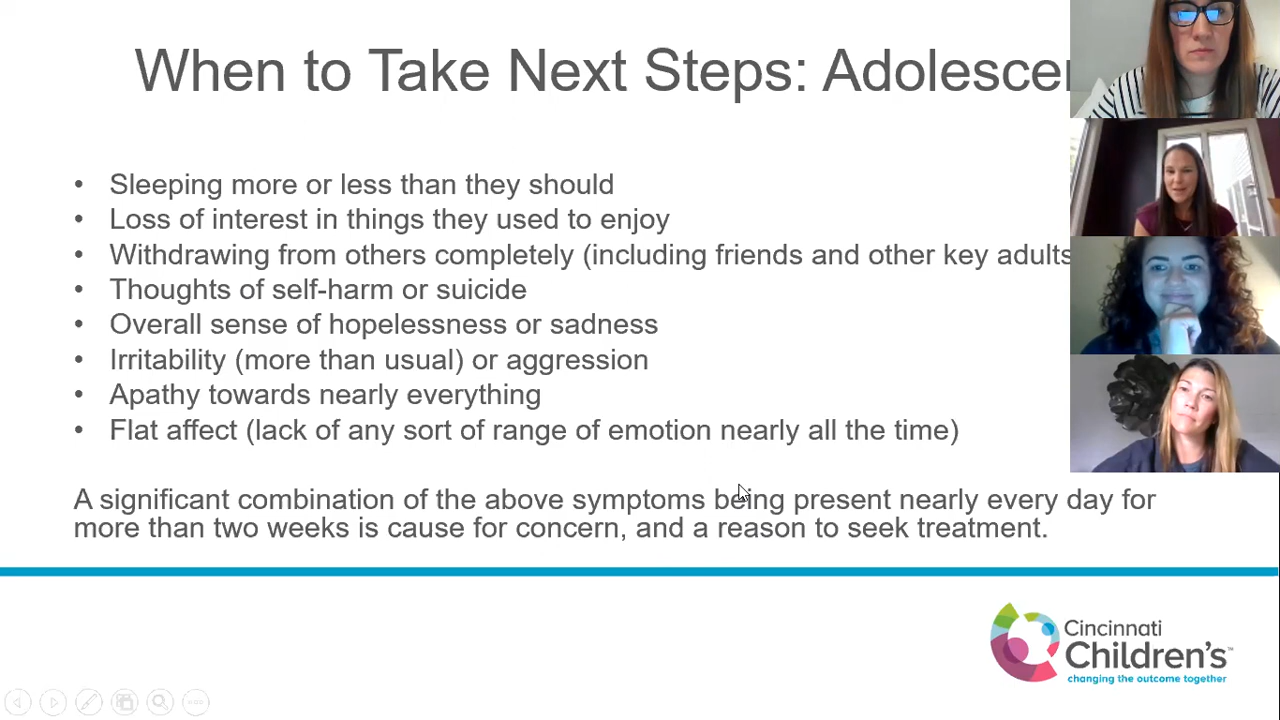 When to Take Next Steps: Adolescen
• Sleeping more or less than they should
• Loss of interest in things they used to enjoy
• Withdrawing from others completely (including friends and other key adults
• Thoughts of self-harm or suicide
• Overall sense of hopelessness or sadness
• Irritability (more than usual) or aggression
• Apathy towards nearly everything
• Flat affect (lack of any sort of range of emotion nearly all the time)
A significant combination of the above symptoms being present nearly every day for
more than two weeks is cause for concern, and a reason to seek treatment.
Cincinnati
Children's™
changing the outcome together